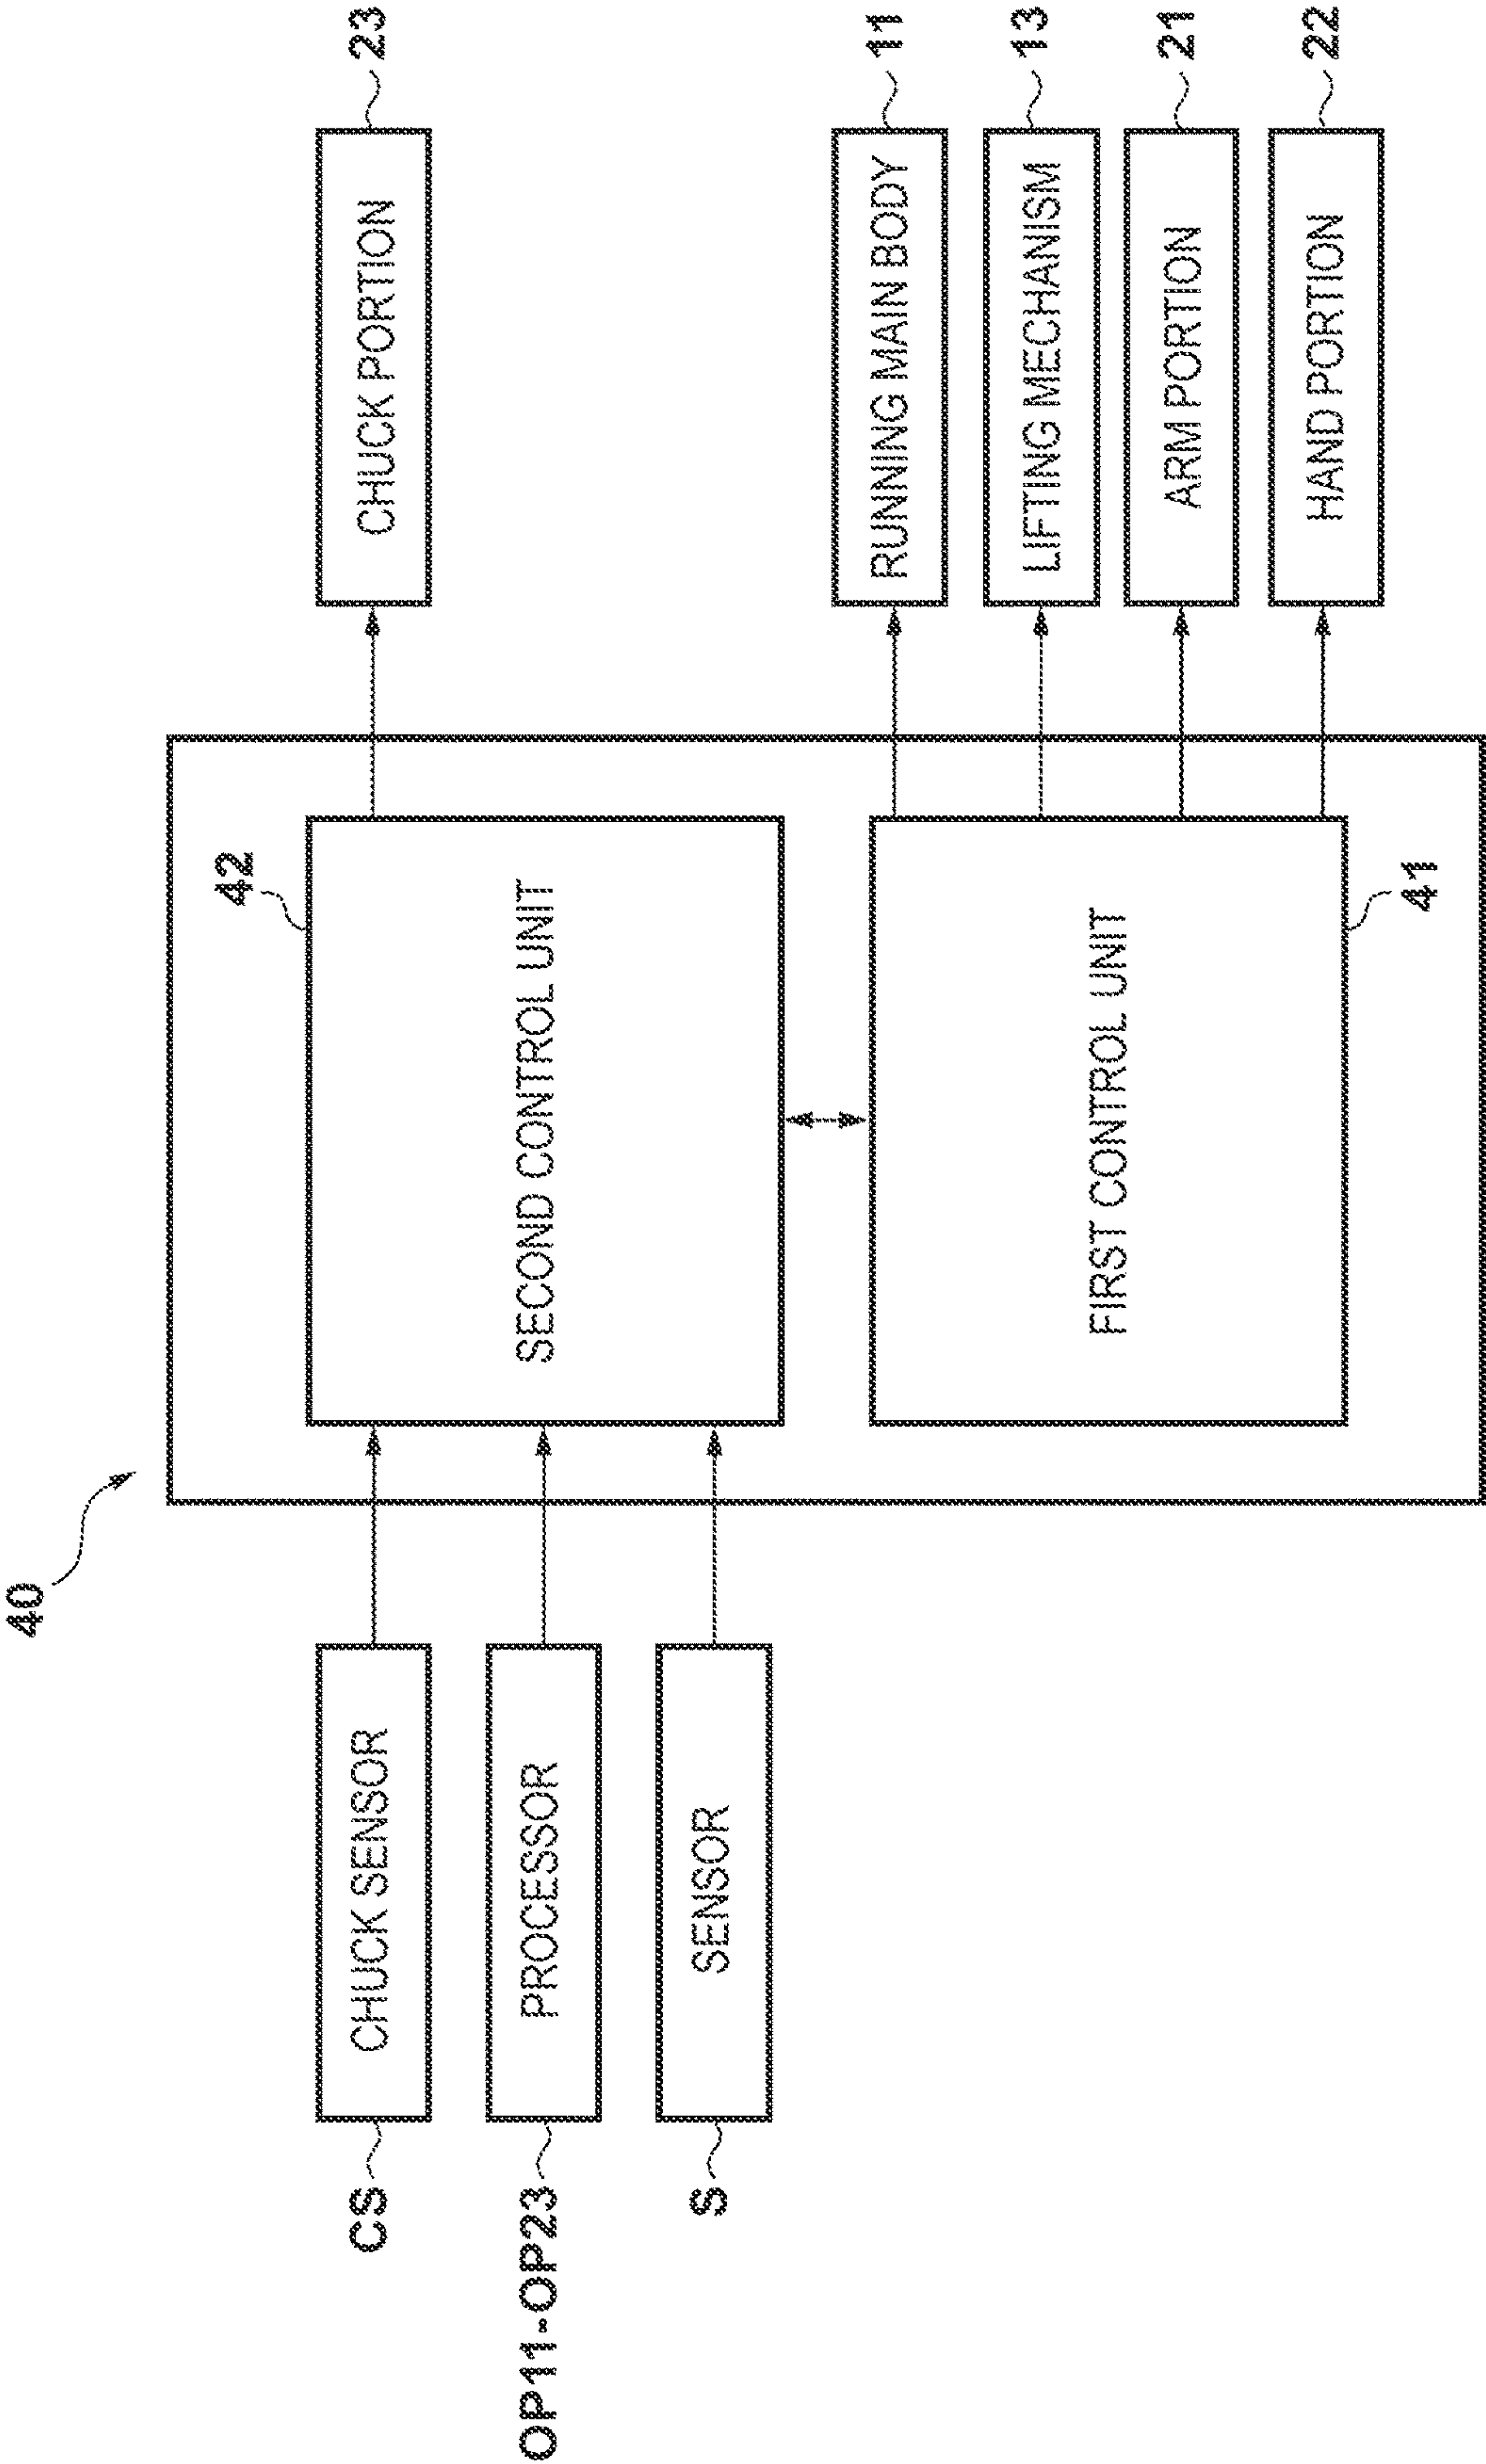 40
CS
CHUCK SENSOR
OP11-OP23
PROCESSOR
S
SENSOR
42
SECOND CONTROL UNIT
FIRST CONTROL UNIT
41
CHUCK PORTION
23
RUNNING MAIN BODY
11
LIFTING MECHANISM
13
ARM PORTION
21
HAND PORTION
22